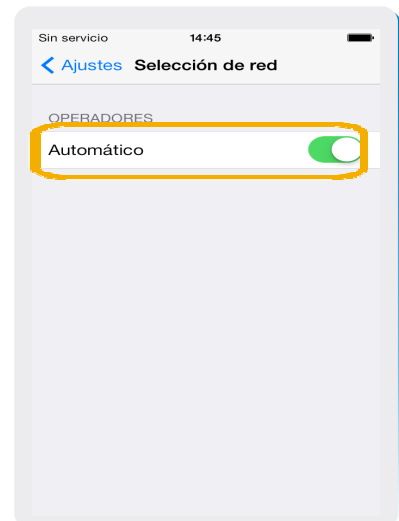 Sin servicio 14:45
Ajustes Selección de red
OPERADORES
Automático